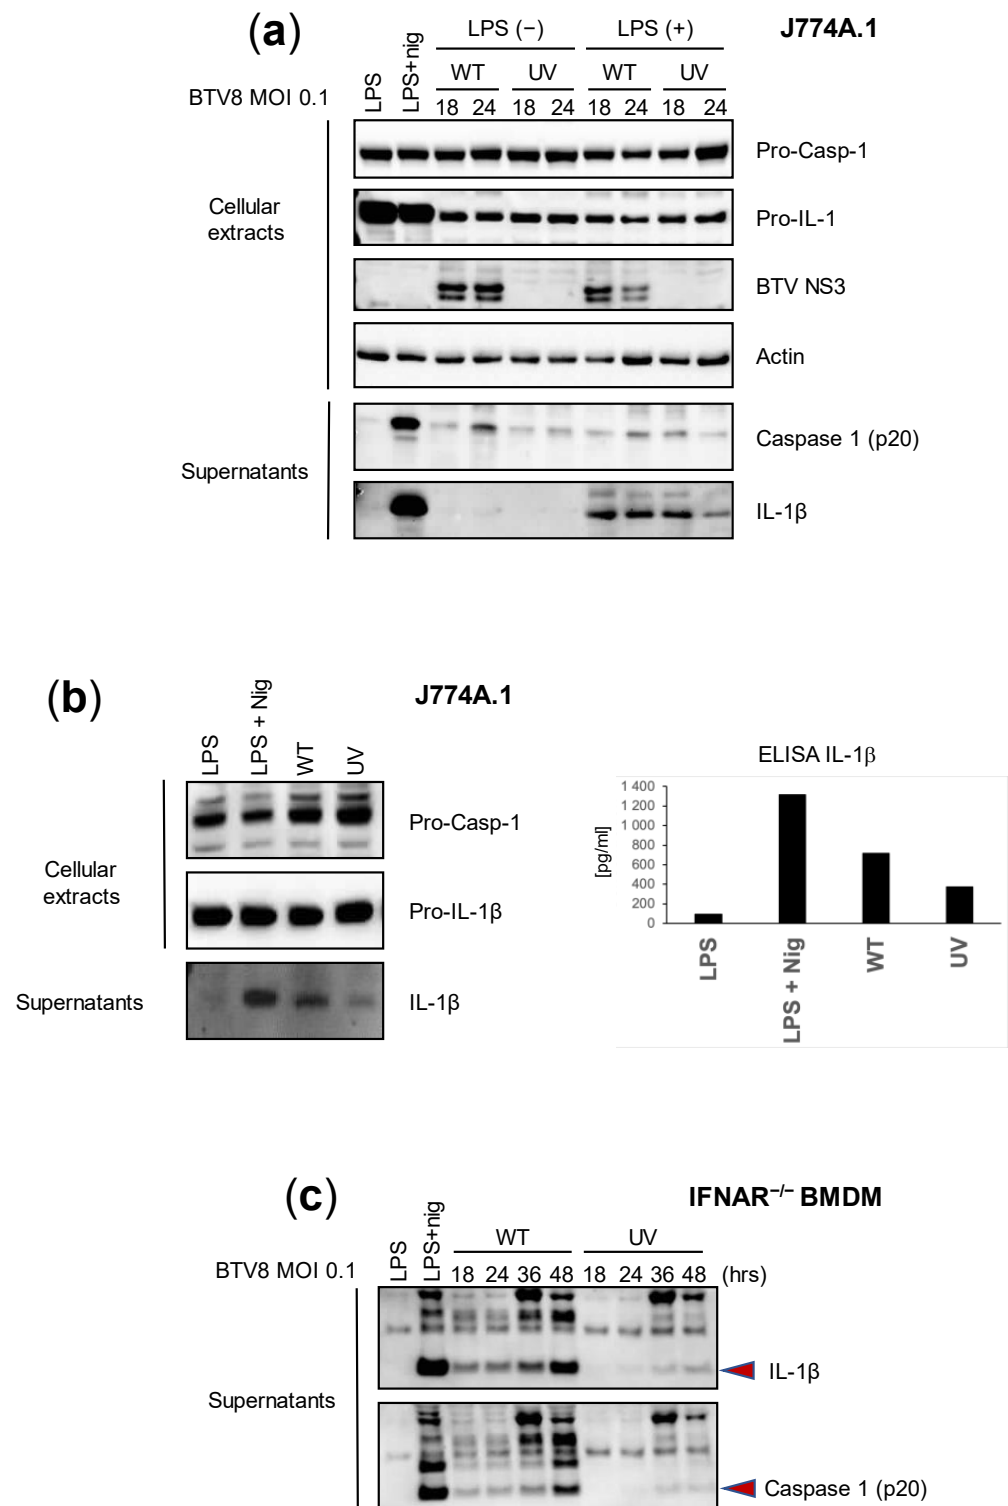 (a)
J774A.1
LPS
LPS+nig
LPS (−)
LPS (+)
WT
UV
WT
UV
BTV8 MOI 0.1
18 24 18 24 18 24 18 24
Cellular extracts
Pro-Casp-1
Pro-IL-1
BTV NS3
Actin
Supernatants
Caspase 1 (p20)
IL-1β
(b)
J774A.1
LPS
LPS + Nig
WT
UV
Cellular extracts
Pro-Casp-1
Pro-IL-1β
Supernatants
IL-1β
ELISA IL-1β
[pg/ml]
1 400
1 200
1 000
800
600
400
200
0
LPS
LPS + Nig
WT
UV
(c)
IFNAR−/− BMDM
LPS
LPS+nig
WT
UV
BTV8 MOI 0.1
18 24 36 48 18 24 36 48 (hrs)
Supernatants
IL-1β
Caspase 1 (p20)